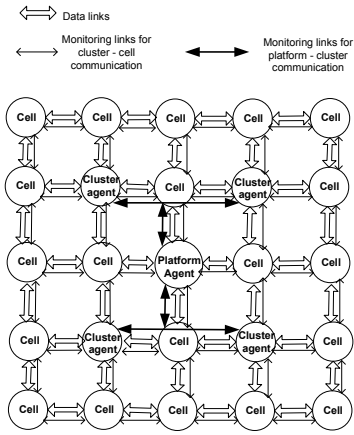 Data links
Monitoring links for
cluster - cell
communication
Monitoring links for
platform - cluster
communication
Cell Cell Cell Cell Cell
Cell Cluster agent Cell Cluster agent Cell
Cell Cell Platform Agent Cell Cell
Cell Cluster agent Cell Cluster agent Cell
Cell Cell Cell Cell Cell